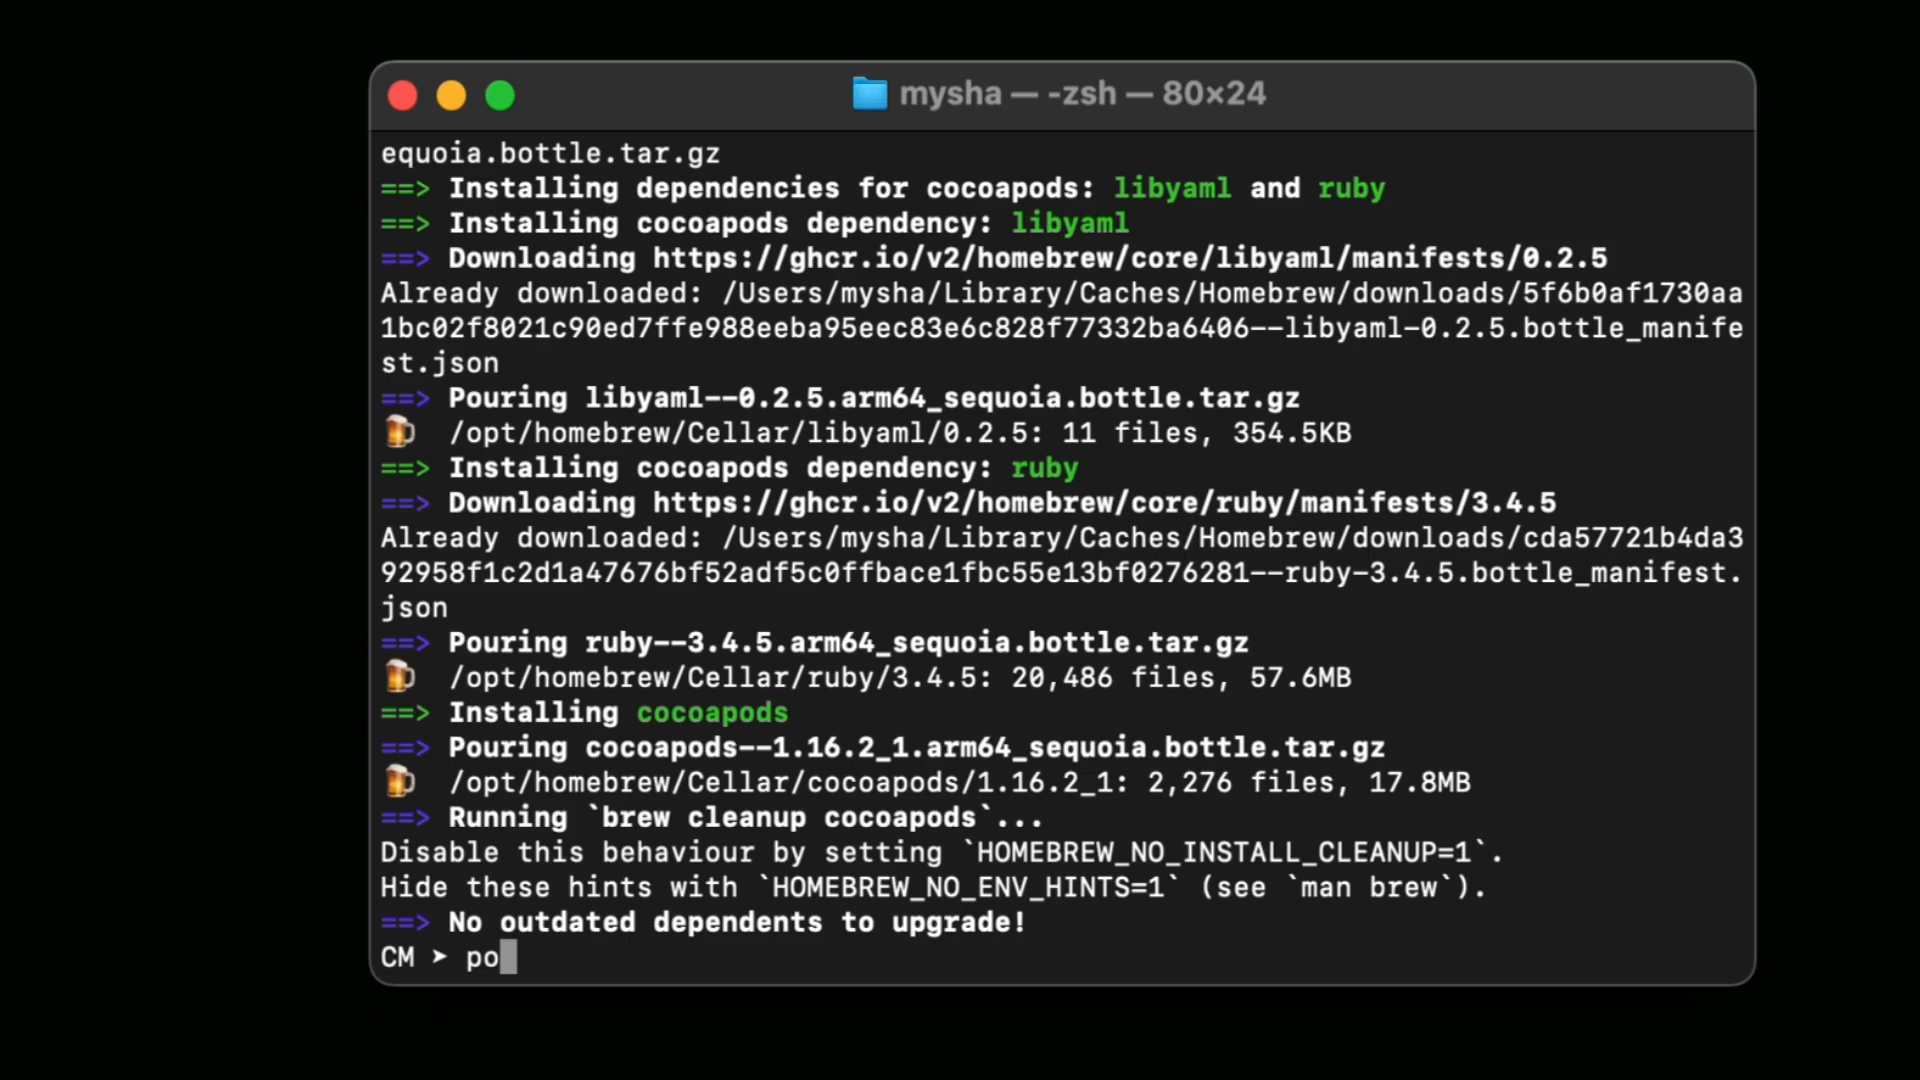 mysha — -zsh — 80×24
equoia.bottle.tar.gz
==> Installing dependencies for cocoapods: libyaml and ruby
==> Installing cocoapods dependency: libyaml
==> Downloading https://ghcr.io/v2/homebrew/core/libyaml/manifests/0.2.5
Already downloaded: /Users/mysha/Library/Caches/Homebrew/downloads/5f6b0af1730aa
1bc02f8021c90ed7ffe988eeba95eec83e6c828f77332ba6406--libyaml-0.2.5.bottle_manife
st.json
==> Pouring libyaml--0.2.5.arm64_sequoia.bottle.tar.gz
🍺 /opt/homebrew/Cellar/libyaml/0.2.5: 11 files, 354.5KB
==> Installing cocoapods dependency: ruby
==> Downloading https://ghcr.io/v2/homebrew/core/ruby/manifests/3.4.5
Already downloaded: /Users/mysha/Library/Caches/Homebrew/downloads/cda57721b4da3
92958f1c2d1a47676bf52adf5c0ffbace1fbc55e13bf0276281--ruby-3.4.5.bottle_manifest.
json
==> Pouring ruby--3.4.5.arm64_sequoia.bottle.tar.gz
🍺 /opt/homebrew/Cellar/ruby/3.4.5: 20,486 files, 57.6MB
==> Installing cocoapods
==> Pouring cocoapods--1.16.2_1.arm64_sequoia.bottle.tar.gz
🍺 /opt/homebrew/Cellar/cocoapods/1.16.2_1: 2,276 files, 17.8MB
==> Running `brew cleanup cocoapods`...
Disable this behaviour by setting `HOMEBREW_NO_INSTALL_CLEANUP=1`.
Hide these hints with `HOMEBREW_NO_ENV_HINTS=1` (see `man brew`).
==> No outdated dependents to upgrade!
CM ➤ po